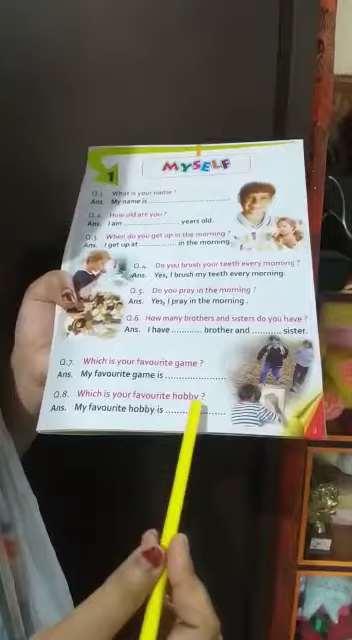 1
MYSELF
Q.1. What is your name ?
Ans. My name is ..............................
Q.2. How old are you ?
Ans. I am .................... years old.
Q.3. When do you get up in the morning ?
Ans. I get up at ............. in the morning
Q.4. Do you brush your teeth every morning ?
Ans. Yes, I brush my teeth every morning.
Q.5. Do you pray in the morning ?
Ans. Yes, I pray in the morning .
Q.6. How many brothers and sisters do you have ?
Ans. I have ........... brother and .......... sister.
Q.7. Which is your favourite game ?
Ans. My favourite game is ......................
Q.8. Which is your favourite hobby ?
Ans. My favourite hobby is ......................